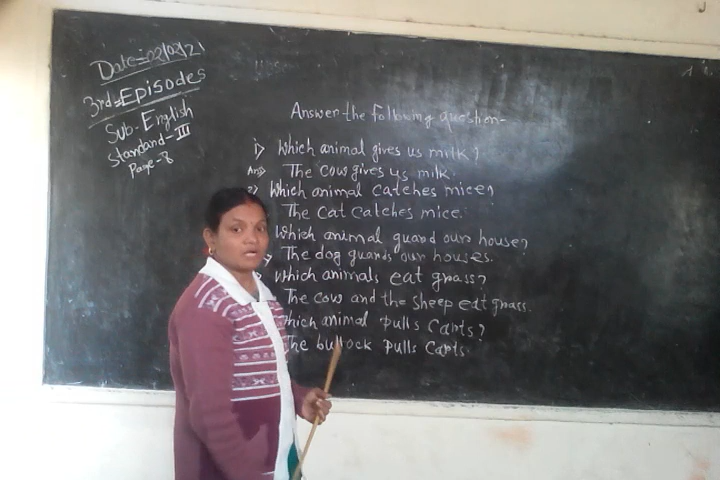 Date=02/02/21
3rd=Episodes
Sub-English
standard-III
Page-8
Answer the following question-
1) Which animal gives us milk?
Ans) The cow gives us milk.
2) Which animal catches mice?
The cat catches mice.
Which animal guard our house?
The dog guards our houses.
Which animals eat grass?
The cow and the sheep eat grass.
Which animal pulls Carts?
The bullock pulls Carts.